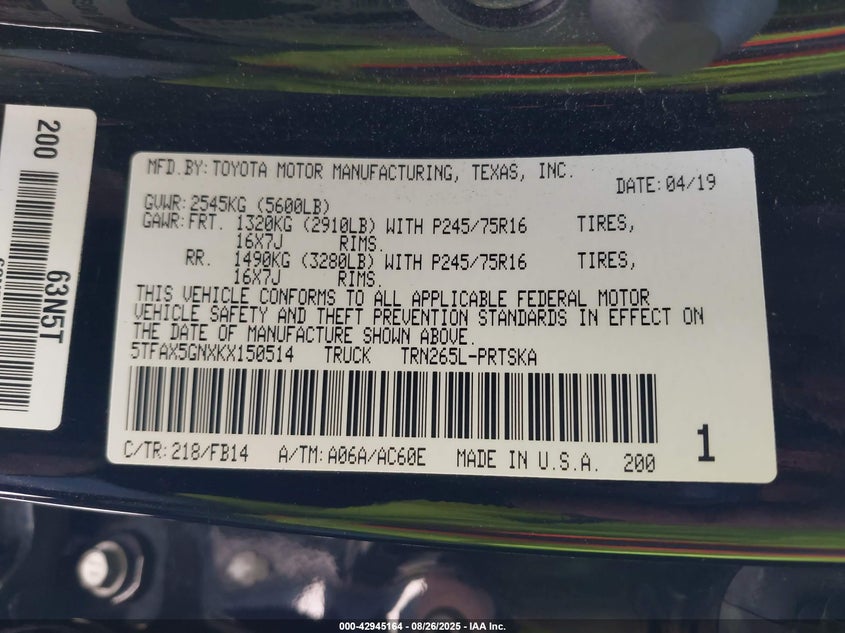 200
63N5T
MFD.BY:TOYOTA MOTOR MANUFACTURING, TEXAS, INC.
DATE:04/19
GVWR:2545KG (5600LB)
GAWR:FRT. 1320KG (2910LB) WITH P245/75R16 TIRES,
16X7J RIMS.
RR. 1490KG (3280LB) WITH P245/75R16 TIRES,
16X7J RIMS.
THIS VEHICLE CONFORMS TO ALL APPLICABLE FEDERAL MOTOR
VEHICLE SAFETY AND THEFT PREVENTION STANDARDS IN EFFECT ON
THE DATE OF MANUFACTURE SHOWN ABOVE.
5TFAX5GNXKX150514 TRUCK TRN265L-PRTSKA
C/TR:218/FB14 A/TM:A06A/AC60E MADE IN U.S.A. 200
1
000-42945164 - 08/26/2025 - IAA Inc.